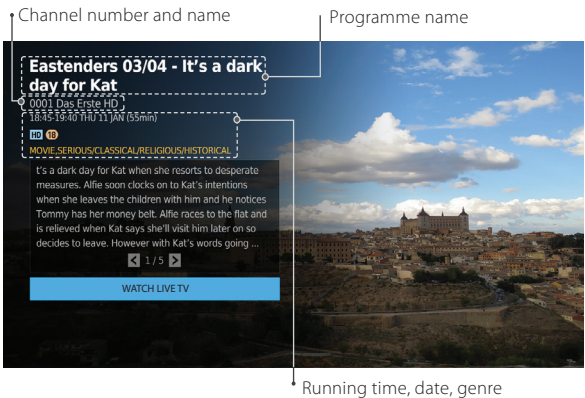 Channel number and name
Programme name
Eastenders 03/04 - It's a dark
day for Kat
0001 Das Erste HD
18:45-19:40 THU 11 JAN (55min)
HD 18
MOVIE,SERIOUS/CLASSICAL/RELIGIOUS/HISTORICAL
t's a dark day for Kat when she resorts to desperate
measures. Alfie soon clocks on to Kat's intentions
when she leaves the children with him and he notices
Tommy has her money belt. Alfie races to the flat and
is relieved when Kat says she'll visit him later on so
decides to leave. However with Kat's words going ...
1 / 5
WATCH LIVE TV
Running time, date, genre